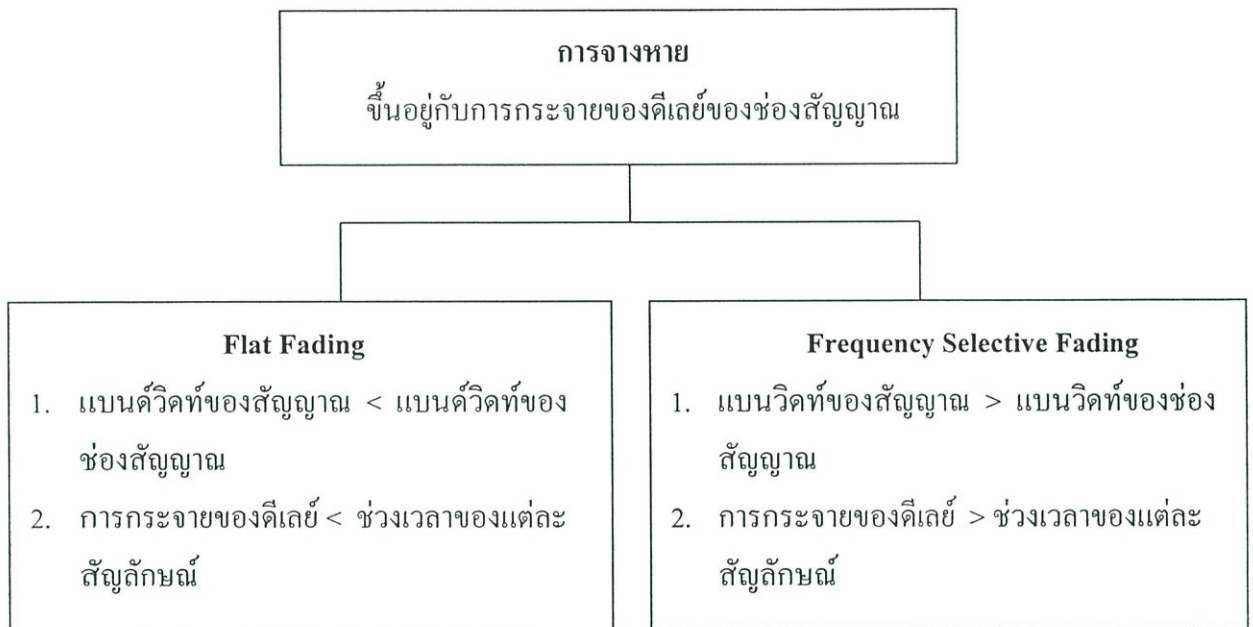 การจางหาย
ขึ้นอยู่กับการกระจายของดีเลย์ของช่องสัญญาณ
Flat Fading
1. แบนด์วิดท์ของสัญญาณ < แบนด์วิดท์ของ
ช่องสัญญาณ
2. การกระจายของดีเลย์ < ช่วงเวลาของแต่ละ
สัญลักษณ์
Frequency Selective Fading
1. แบนวิดท์ของสัญญาณ > แบนวิดท์ของช่อง
สัญญาณ
2. การกระจายของดีเลย์ > ช่วงเวลาของแต่ละ
สัญลักษณ์